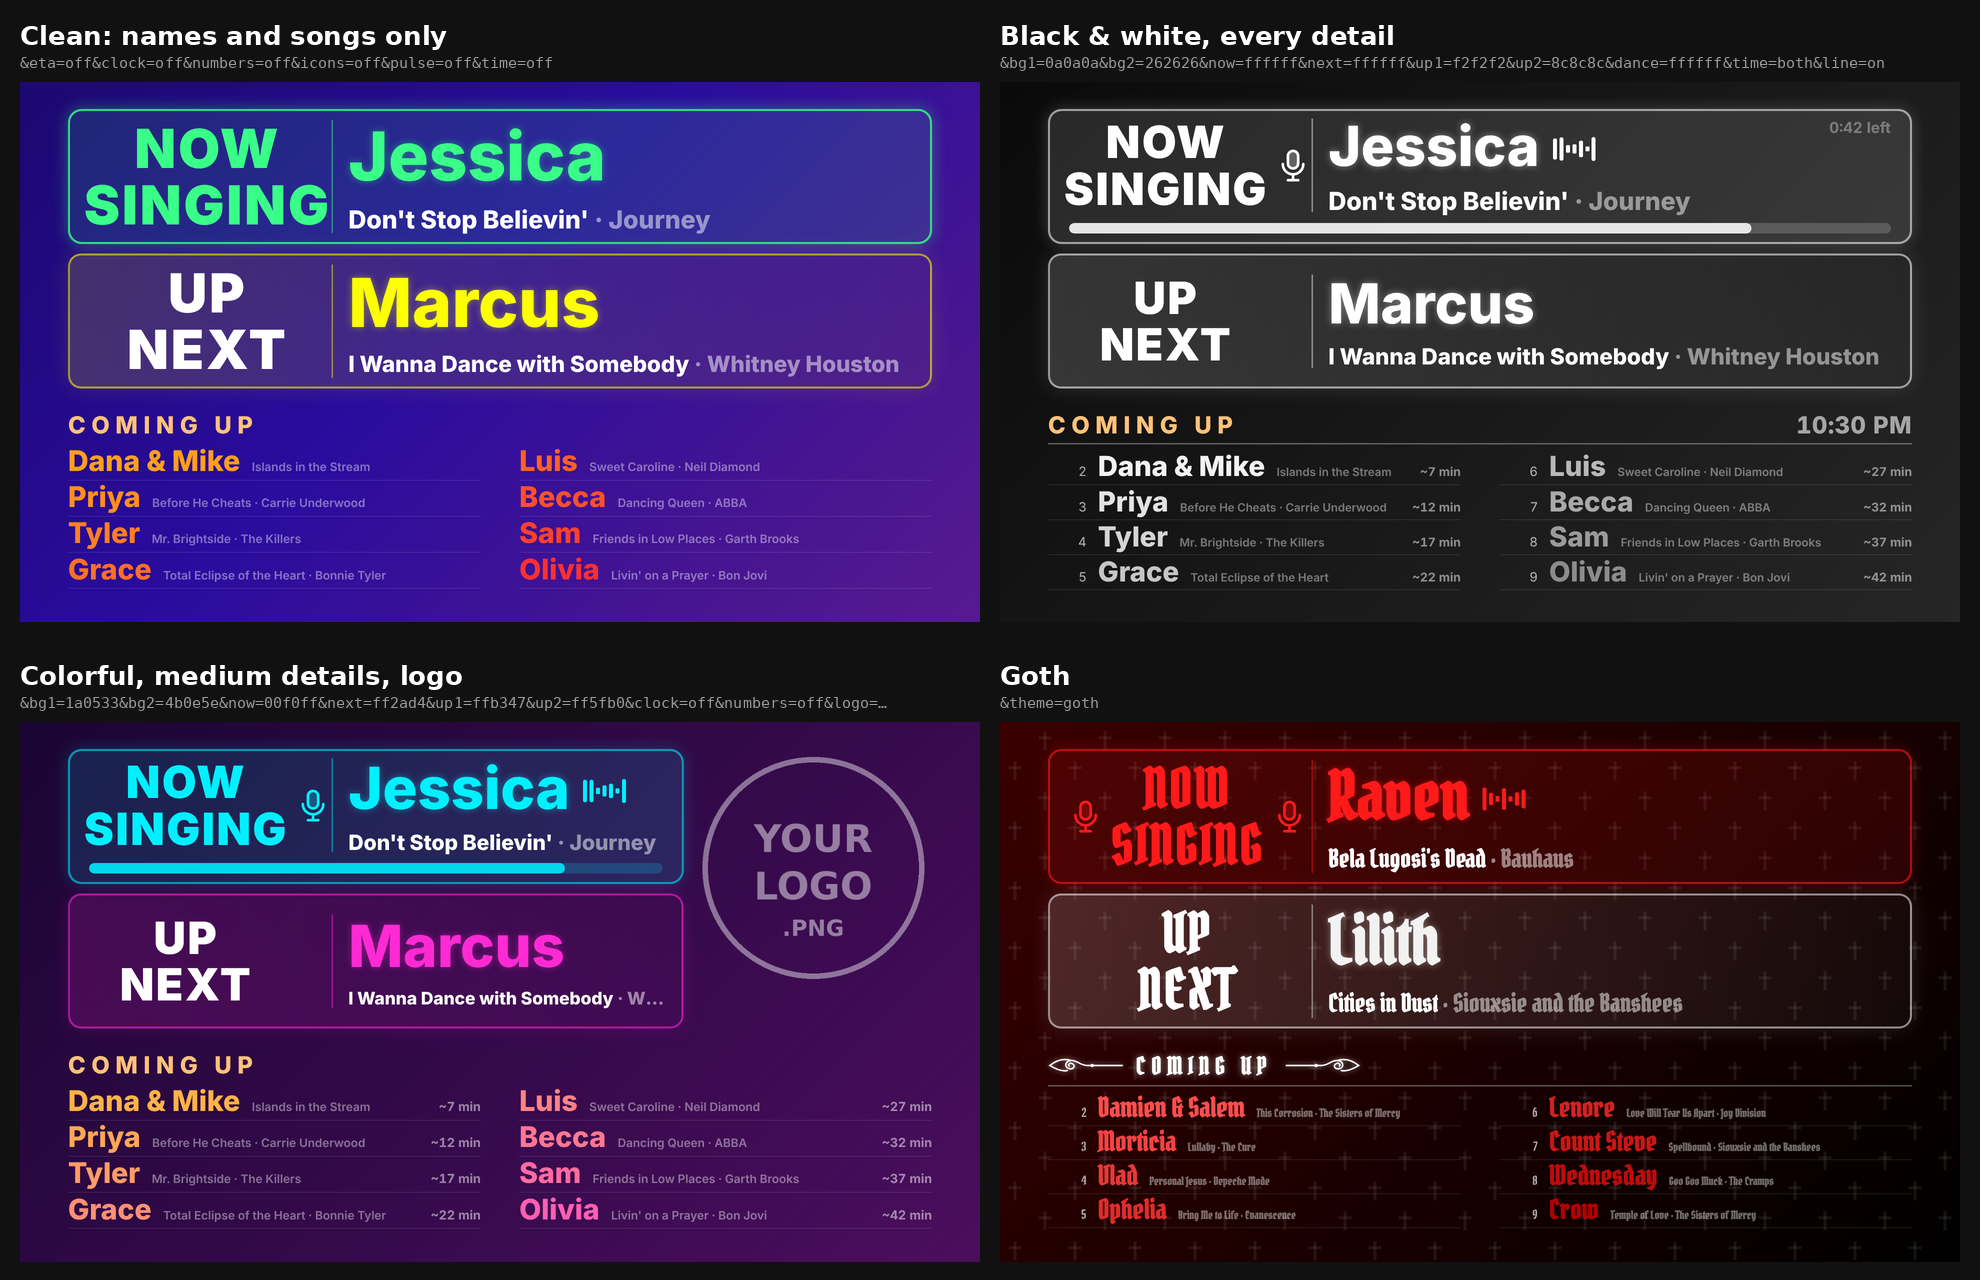 Clean: names and songs only
&eta=off&clock=off&numbers=off&icons=off&pulse=off&time=off
NOW
SINGING
Jessica
Don't Stop Believin' · Journey
UP
NEXT
Marcus
I Wanna Dance with Somebody · Whitney Houston
COMING UP
Dana & Mike Islands in the Stream
Priya Before He Cheats · Carrie Underwood
Tyler Mr. Brightside · The Killers
Grace Total Eclipse of the Heart · Bonnie Tyler
Luis Sweet Caroline · Neil Diamond
Becca Dancing Queen · ABBA
Sam Friends in Low Places · Garth Brooks
Olivia Livin' on a Prayer · Bon Jovi
Black & white, every detail
&bg1=0a0a0a&bg2=262626&now=ffffff&next=ffffff&up1=f2f2f2&up2=8c8c8c&dance=ffffff&time=both&line=on
NOW
SINGING
Jessica
0:42 left
Don't Stop Believin' · Journey
UP
NEXT
Marcus
I Wanna Dance with Somebody · Whitney Houston
COMING UP
10:30 PM
2 Dana & Mike Islands in the Stream ~7 min
3 Priya Before He Cheats · Carrie Underwood ~12 min
4 Tyler Mr. Brightside · The Killers ~17 min
5 Grace Total Eclipse of the Heart ~22 min
6 Luis Sweet Caroline · Neil Diamond ~27 min
7 Becca Dancing Queen · ABBA ~32 min
8 Sam Friends in Low Places · Garth Brooks ~37 min
9 Olivia Livin' on a Prayer · Bon Jovi ~42 min
Colorful, medium details, logo
&bg1=1a0533&bg2=4b0e5e&now=00f0ff&next=ff2ad4&up1=ffb347&up2=ff5fb0&clock=off&numbers=off&logo=…
NOW
SINGING
Jessica
Don't Stop Believin' · Journey
UP
NEXT
Marcus
I Wanna Dance with Somebody · W…
YOUR
LOGO
.PNG
COMING UP
Dana & Mike Islands in the Stream ~7 min
Priya Before He Cheats · Carrie Underwood ~12 min
Tyler Mr. Brightside · The Killers ~17 min
Grace Total Eclipse of the Heart · Bonnie Tyler ~22 min
Luis Sweet Caroline · Neil Diamond ~27 min
Becca Dancing Queen · ABBA ~32 min
Sam Friends in Low Places · Garth Brooks ~37 min
Olivia Livin' on a Prayer · Bon Jovi ~42 min
Goth
&theme=goth
NOW
SINGING
Raven
Bela Lugosi's Dead · Bauhaus
UP
NEXT
Lilith
Cities in Dust · Siouxsie and the Banshees
COMING UP
2 Damien & Salem This Corrosion · The Sisters of Mercy
3 Morticia Lullaby · The Cure
4 Vlad Personal Jesus · Depeche Mode
5 Ophelia Bring Me to Life · Evanescence
6 Lenore Love Will Tear Us Apart · Joy Division
7 Count Steve Spellbound · Siouxsie and the Banshees
8 Wednesday Goo Goo Muck · The Cramps
9 Crow Temple of Love · The Sisters of Mercy